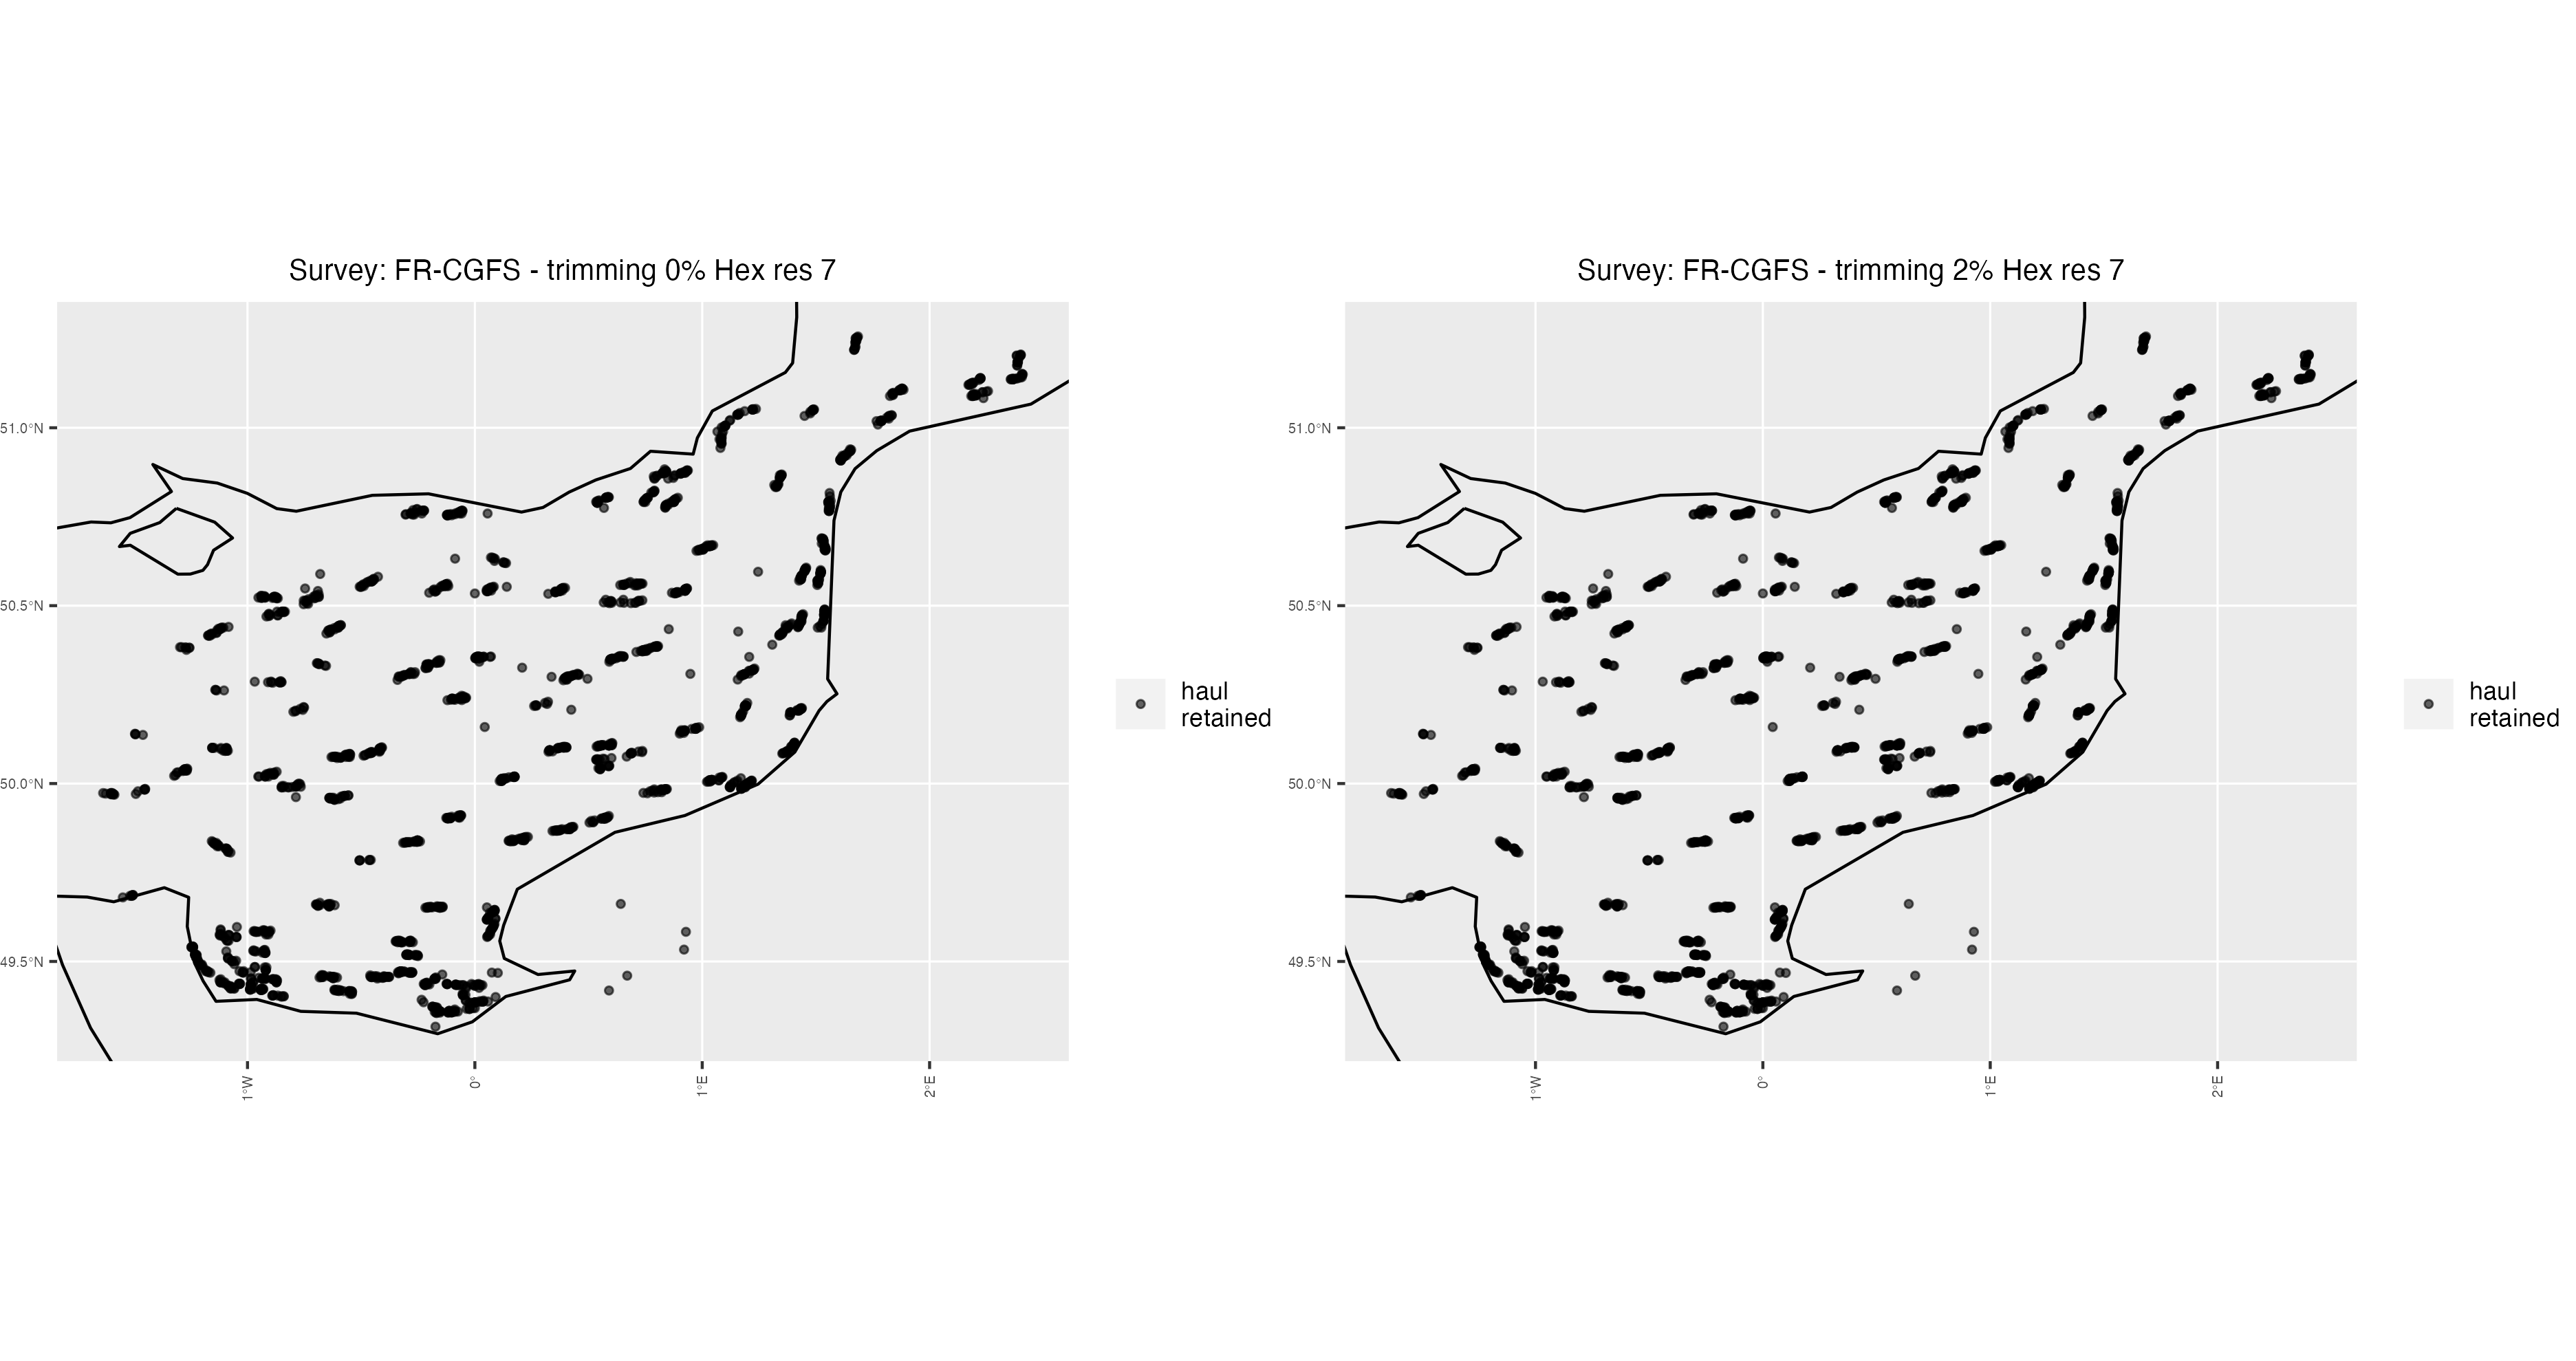 Survey: FR-CGFS - trimming 0% Hex res 7
51.0°N
50.5°N
50.0°N
49.5°N
1°W
0°
1°E
2°E
haul
retained
Survey: FR-CGFS - trimming 2% Hex res 7
51.0°N
50.5°N
50.0°N
49.5°N
1°W
0°
1°E
2°E
haul
retained